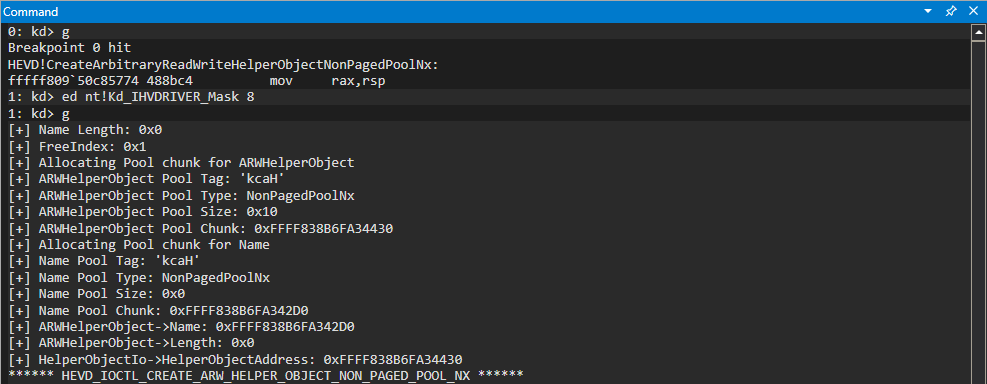 Command
0: kd> g
Breakpoint 0 hit
HEVD!CreateArbitraryReadWriteHelperObjectNonPagedPoolNx:
fffff809`50c85774 488bc4          mov     rax,rsp
1: kd> ed nt!Kd_IHVDRIVER_Mask 8
1: kd> g
[+] Name Length: 0x0
[+] FreeIndex: 0x1
[+] Allocating Pool chunk for ARWHelperObject
[+] ARWHelperObject Pool Tag: 'kcaH'
[+] ARWHelperObject Pool Type: NonPagedPoolNx
[+] ARWHelperObject Pool Size: 0x10
[+] ARWHelperObject Pool Chunk: 0xFFFF838B6FA34430
[+] Allocating Pool chunk for Name
[+] Name Pool Tag: 'kcaH'
[+] Name Pool Type: NonPagedPoolNx
[+] Name Pool Size: 0x0
[+] Name Pool Chunk: 0xFFFF838B6FA342D0
[+] ARWHelperObject->Name: 0xFFFF838B6FA342D0
[+] ARWHelperObject->Length: 0x0
[+] HelperObjectIo->HelperObjectAddress: 0xFFFF838B6FA34430
****** HEVD_IOCTL_CREATE_ARW_HELPER_OBJECT_NON_PAGED_POOL_NX ******